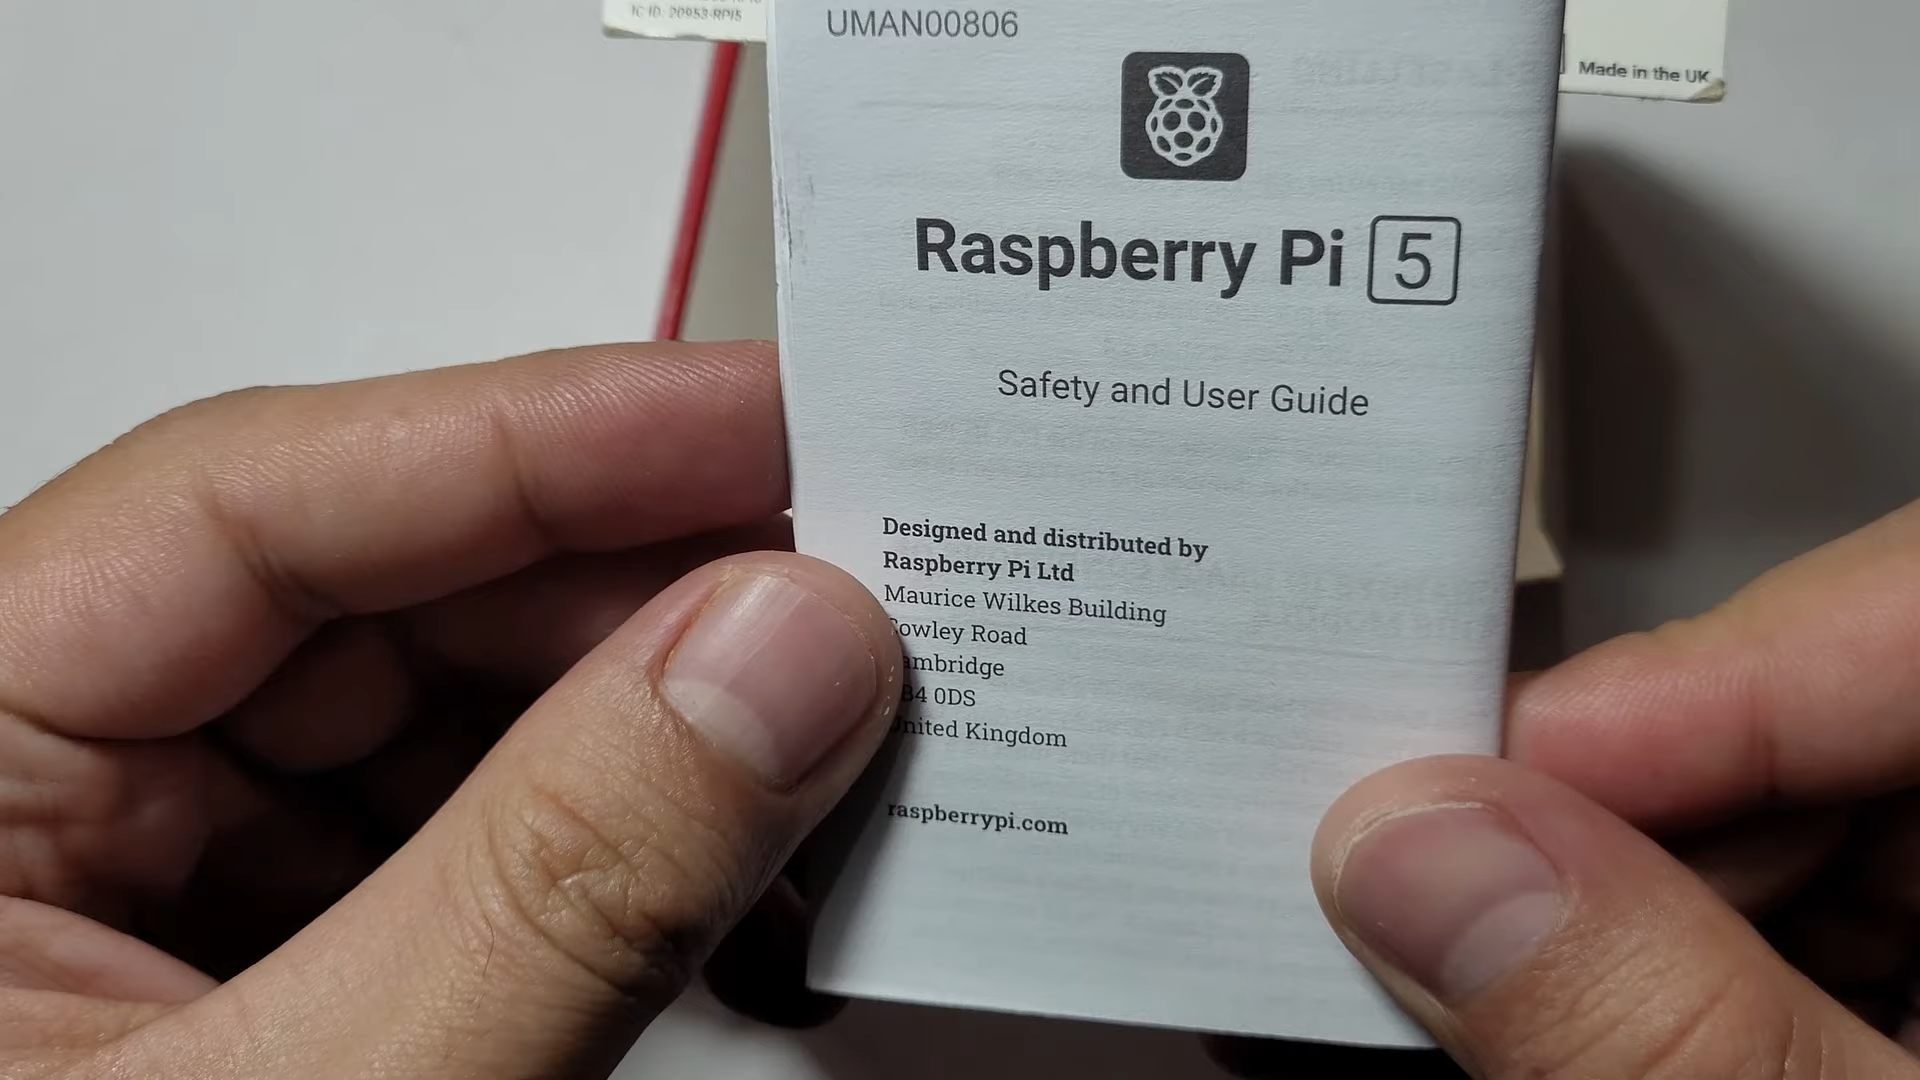 IC ID: 20953-RPI5
UMAN00806
Made in the UK
Raspberry Pi 5
Safety and User Guide
Designed and distributed by
Raspberry Pi Ltd
Maurice Wilkes Building
owley Road
ambridge
B4 0DS
United Kingdom
raspberrypi.com